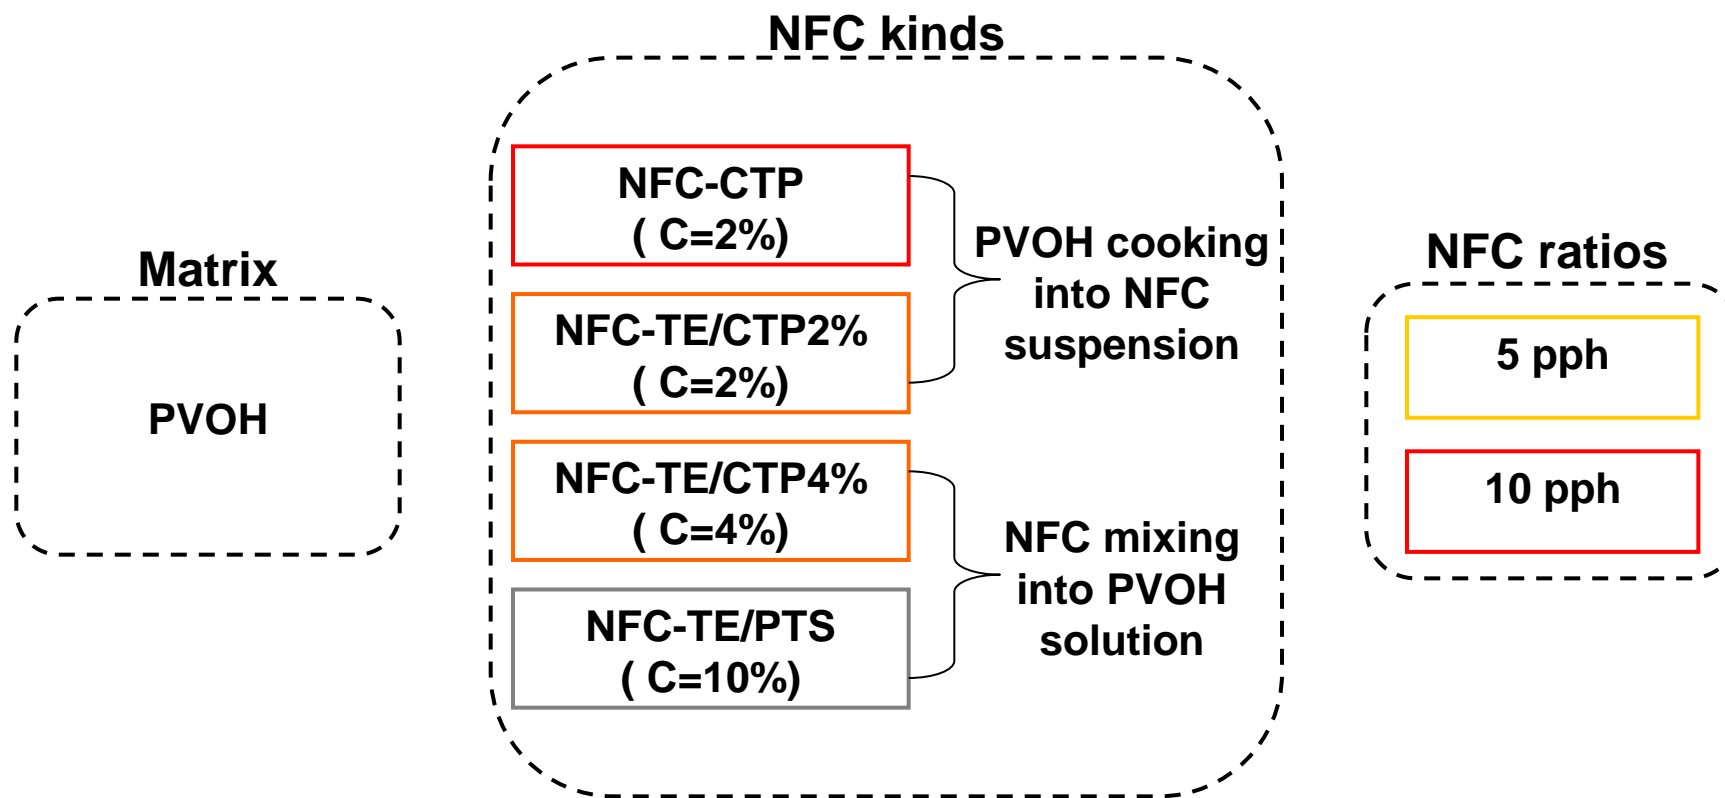 NFC kinds
Matrix
PVOH
NFC-CTP
( C=2%)
NFC-TE/CTP2%
( C=2%)
NFC-TE/CTP4%
( C=4%)
NFC-TE/PTS
( C=10%)
PVOH cooking
into NFC
suspension
NFC mixing
into PVOH
solution
NFC ratios
5 pph
10 pph